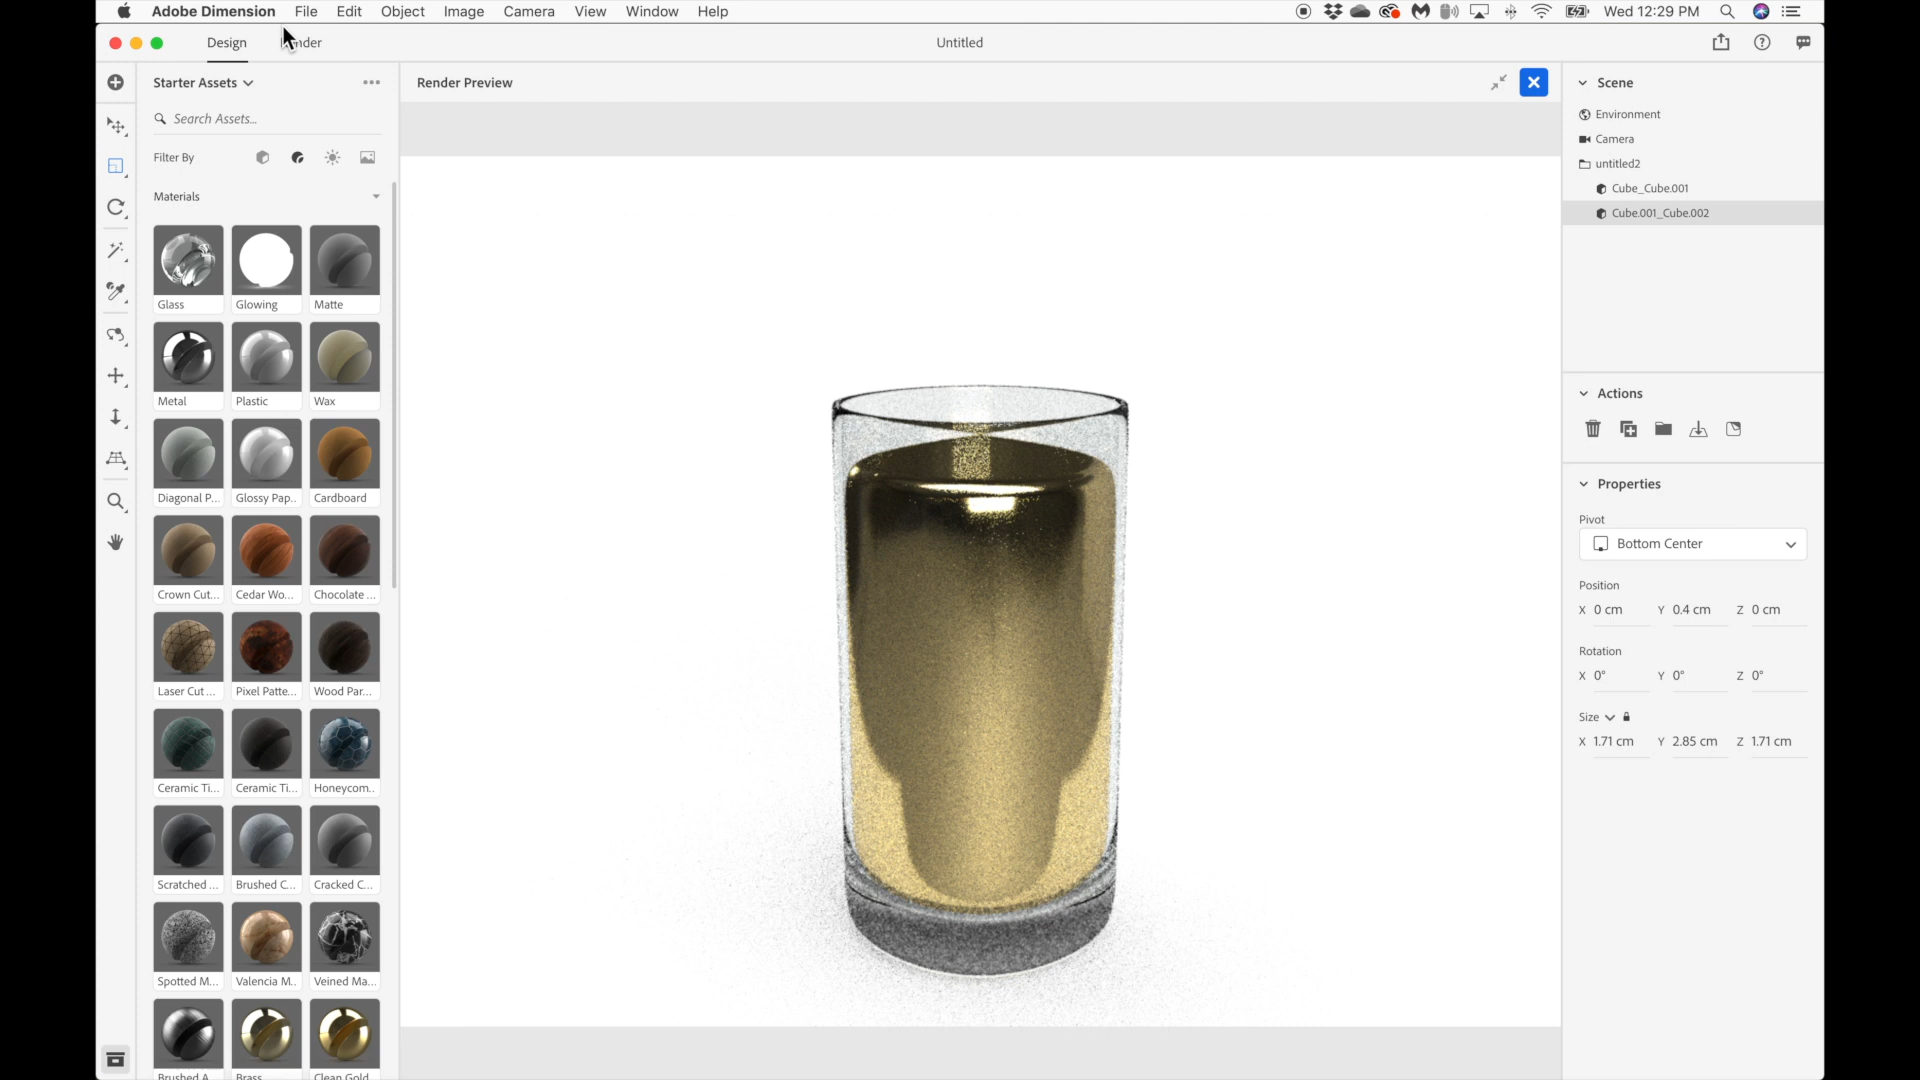 Adobe Dimension File Edit Object Image Camera View Window Help Wed 12:29 PM
Design nder Untitled
Starter Assets
Search Assets...
Filter By
Materials
Glass Glowing Matte
Metal Plastic Wax
Diagonal P... Glossy Pap.. Cardboard
Crown Cut... Cedar Wo... Chocolate ...
Laser Cut ... Pixel Patte... Wood Par...
Ceramic Ti... Ceramic Ti... Honeycom..
Scratched ... Brushed C... Cracked C...
Spotted M... Valencia M.. Veined Ma...
Brushed A... Brass Clean Gold
Render Preview
Scene
Environment
Camera
untitled2
Cube_Cube.001
Cube.001_Cube.002
Actions
Properties
Pivot
Bottom Center
Position
X 0 cm Y 0.4 cm Z 0 cm
Rotation
X 0° Y 0° Z 0°
Size
X 1.71 cm Y 2.85 cm Z 1.71 cm